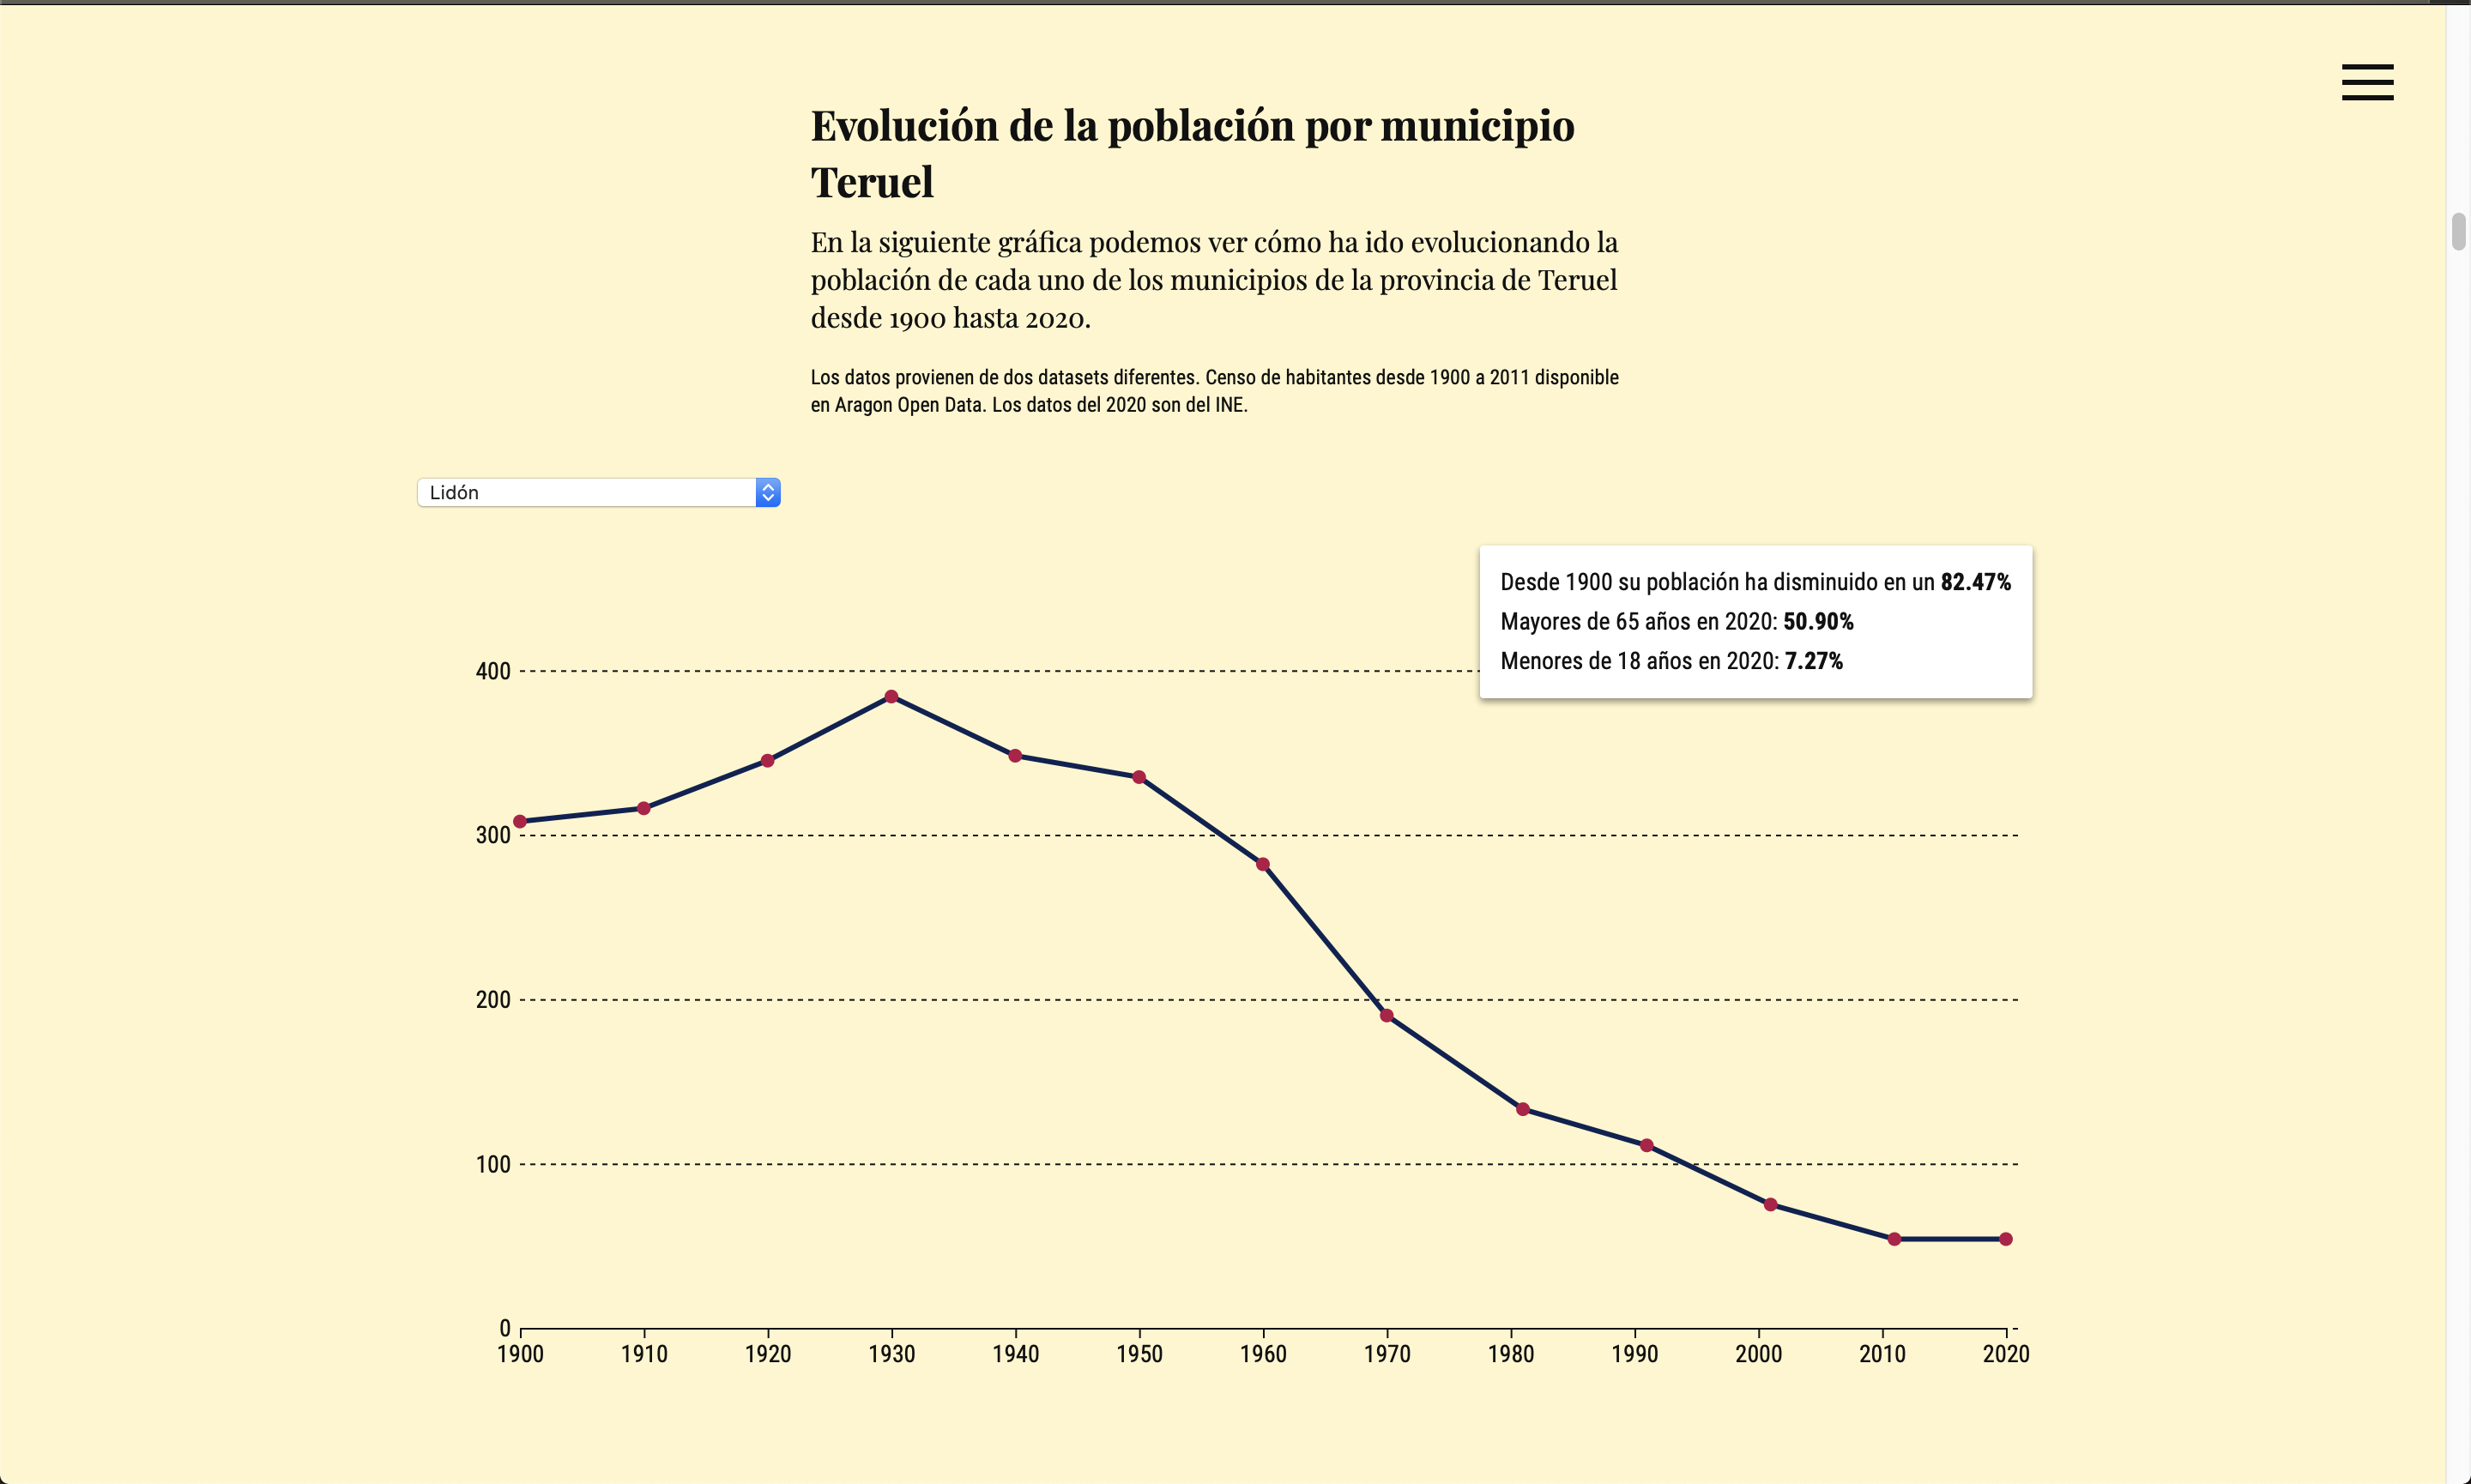 Evolución de la población por municipio
Teruel
En la siguiente gráfica podemos ver cómo ha ido evolucionando la
población de cada uno de los municipios de la provincia de Teruel
desde 1900 hasta 2020.
Los datos provienen de dos datasets diferentes. Censo de habitantes desde 1900 a 2011 disponible
en Aragon Open Data. Los datos del 2020 son del INE.
Lidón
Desde 1900 su población ha disminuido en un 82.47%
Mayores de 65 años en 2020: 50.90%
Menores de 18 años en 2020: 7.27%
400
300
200
100
0
1900 1910 1920 1930 1940 1950 1960 1970 1980 1990 2000 2010 2020